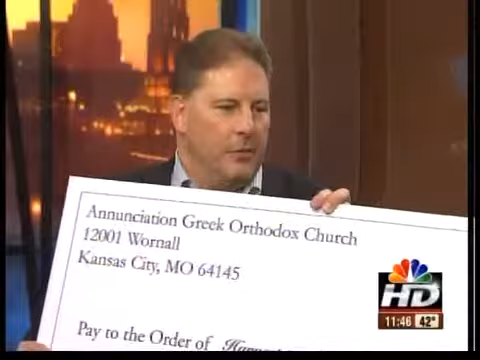 Annunciation Greek Orthodox Church
12001 Wornall
Kansas City, MO 64145
Pay to the Order of
HD
11:46 42°